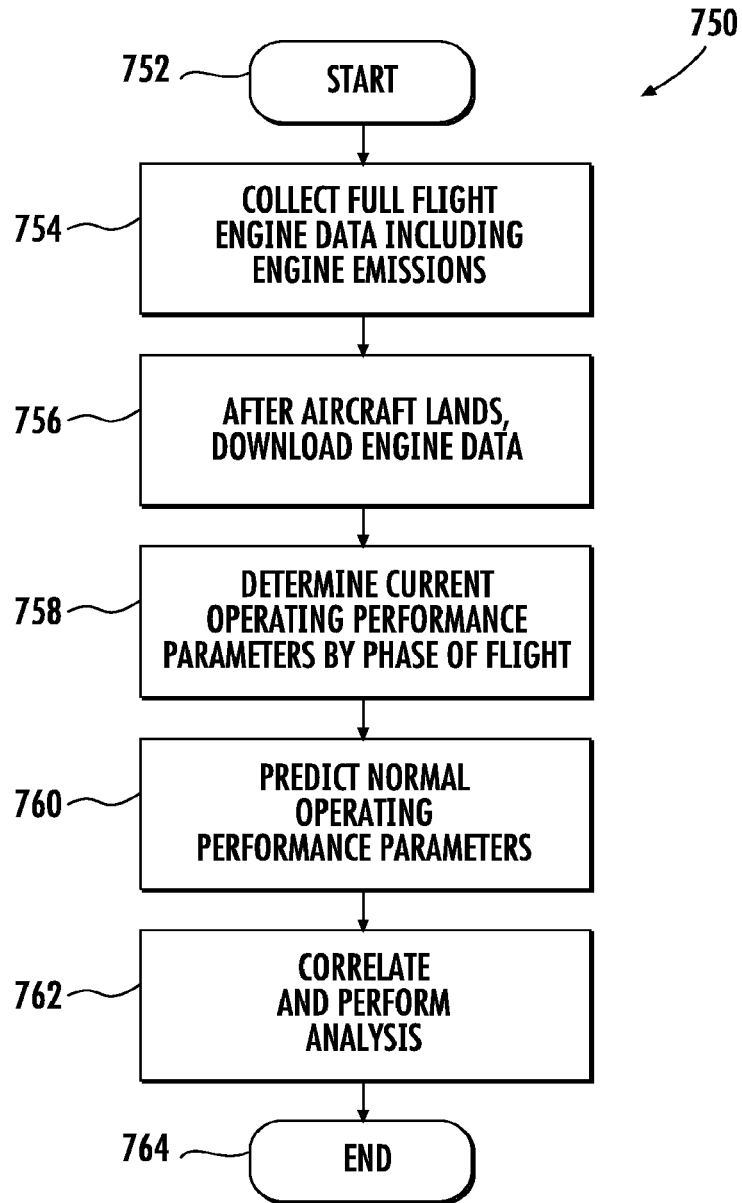 750
752
START
754
COLLECT FULL FLIGHT
ENGINE DATA INCLUDING
ENGINE EMISSIONS
756
AFTER AIRCRAFT LANDS,
DOWNLOAD ENGINE DATA
758
DETERMINE CURRENT
OPERATING PERFORMANCE
PARAMETERS BY PHASE OF FLIGHT
760
PREDICT NORMAL
OPERATING
PERFORMANCE PARAMETERS
762
CORRELATE
AND PERFORM
ANALYSIS
764
END